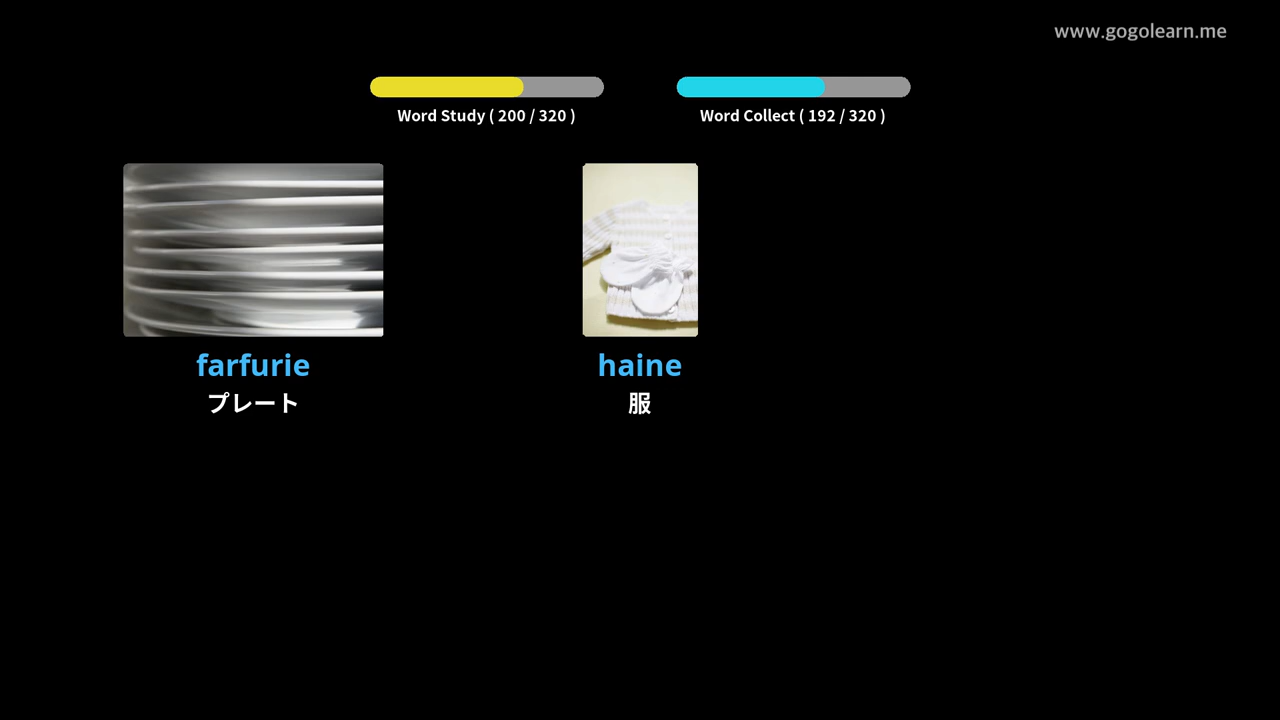 www.gogolearn.me
Word Study ( 200 / 320 )
Word Collect ( 192 / 320 )
farfurie
プレート
haine
服